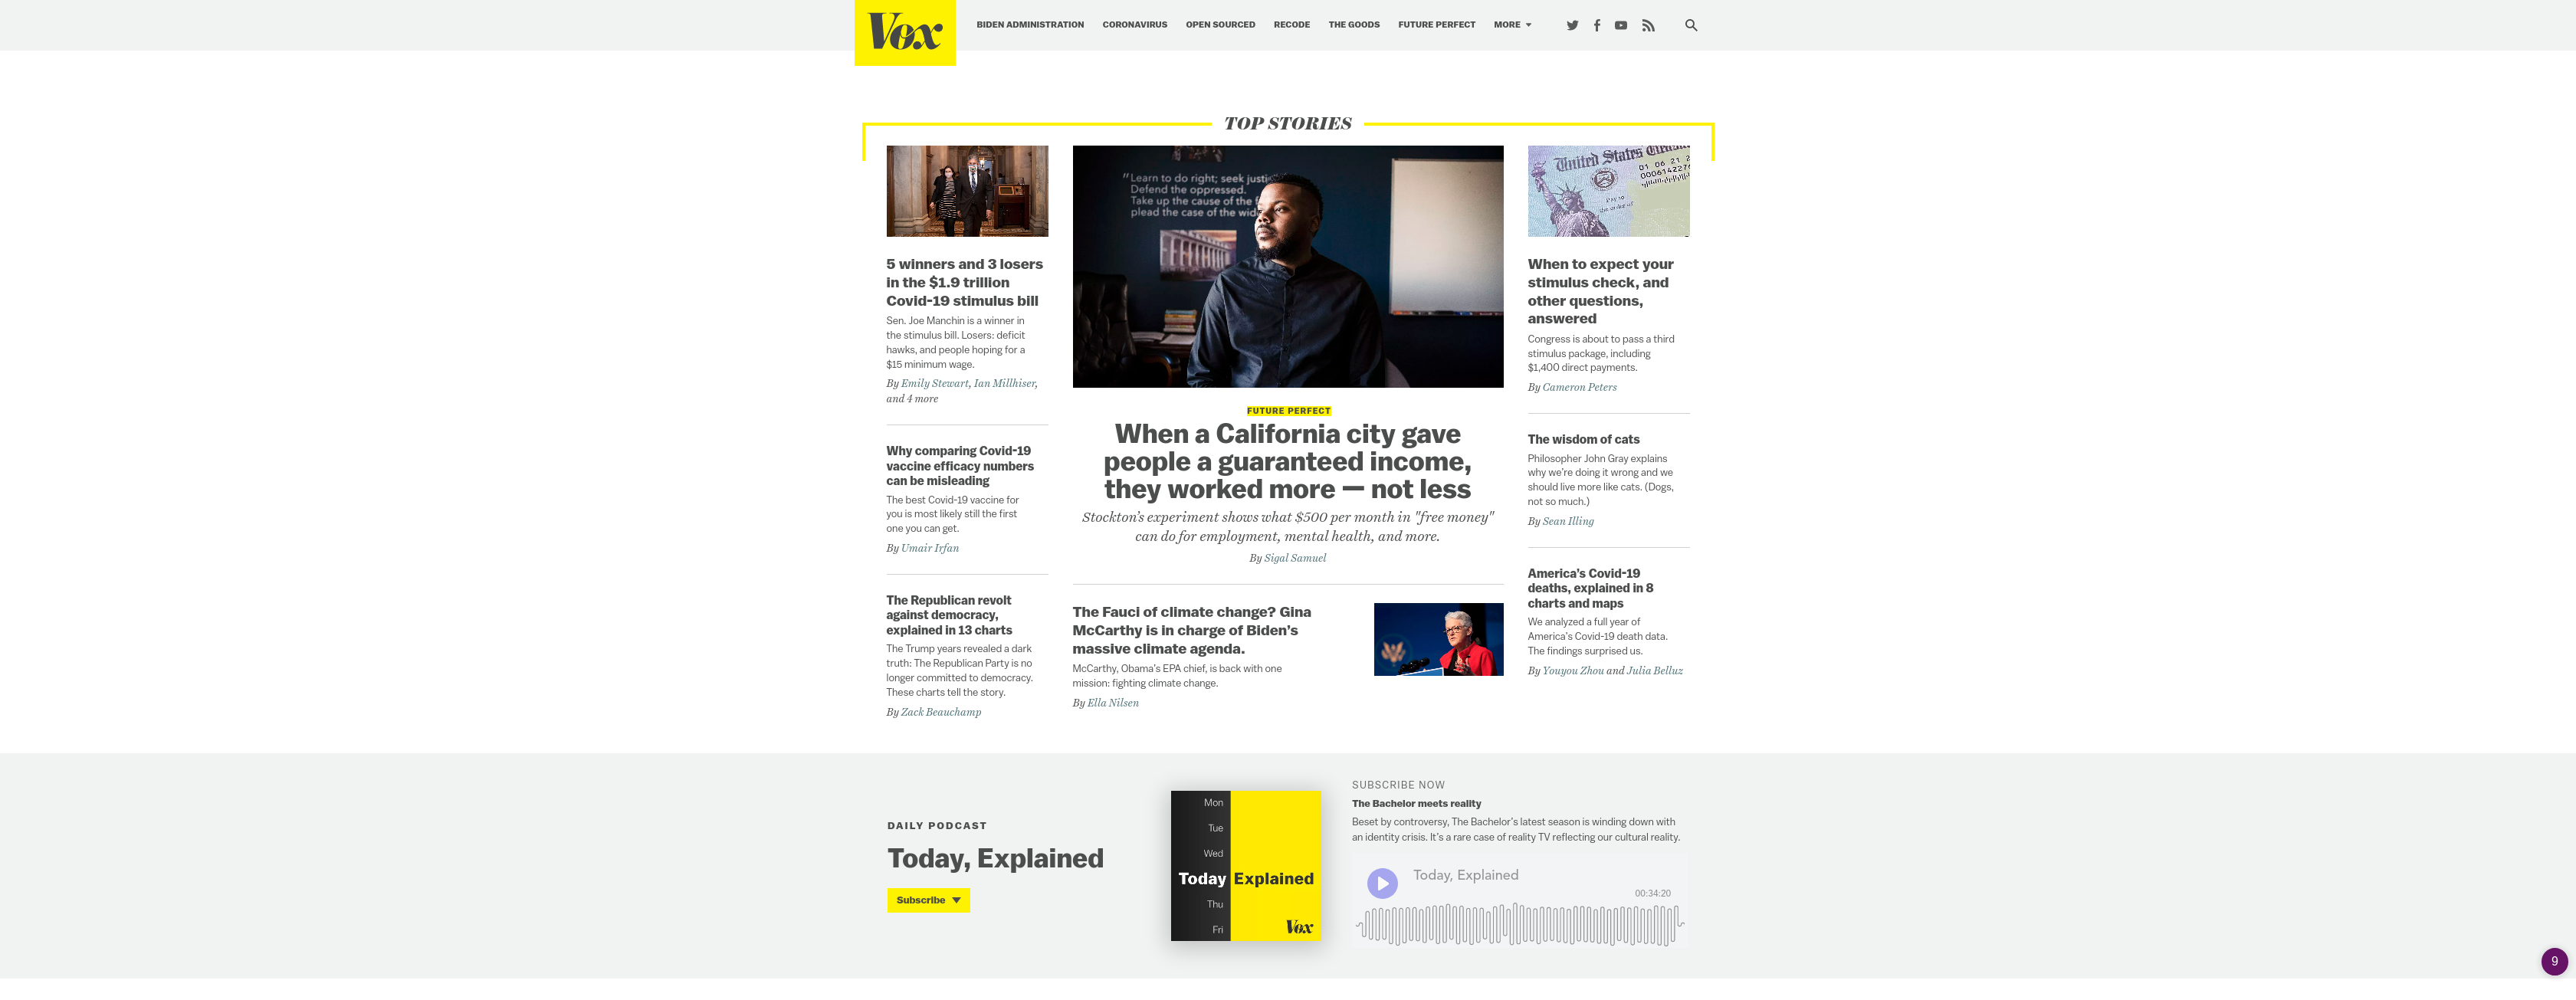 Vox
BIDEN ADMINISTRATION
CORONAVIRUS
OPEN SOURCED
RECODE
THE GOODS
FUTURE PERFECT
MORE
TOP STORIES
5 winners and 3 losers
in the $1.9 trillion
Covid-19 stimulus bill
Sen. Joe Manchin is a winner in
the stimulus bill. Losers: deficit
hawks, and people hoping for a
$15 minimum wage.
By Emily Stewart, Ian Millhiser,
and 4 more
Why comparing Covid-19
vaccine efficacy numbers
can be misleading
The best Covid-19 vaccine for
you is most likely still the first
one you can get.
By Umair Irfan
The Republican revolt
against democracy,
explained in 13 charts
The Trump years revealed a dark
truth: The Republican Party is no
longer committed to democracy.
These charts tell the story.
By Zack Beauchamp
"Learn to do right; seek justi
Defend the oppressed.
Take up the cause of the f
plead the case of the wid
FUTURE PERFECT
When a California city gave
people a guaranteed income,
they worked more — not less
Stockton’s experiment shows what $500 per month in "free money"
can do for employment, mental health, and more.
By Sigal Samuel
The Fauci of climate change? Gina
McCarthy is in charge of Biden’s
massive climate agenda.
McCarthy, Obama’s EPA chief, is back with one
mission: fighting climate change.
By Ella Nilsen
United States
01 06 21
When to expect your
stimulus check, and
other questions,
answered
Congress is about to pass a third
stimulus package, including
$1,400 direct payments.
By Cameron Peters
The wisdom of cats
Philosopher John Gray explains
why we’re doing it wrong and we
should live more like cats. (Dogs,
not so much.)
By Sean Illing
America’s Covid-19
deaths, explained in 8
charts and maps
We analyzed a full year of
America’s Covid-19 death data.
The findings surprised us.
By Youyou Zhou and Julia Belluz
DAILY PODCAST
Today, Explained
Subscribe
Mon
Tue
Wed
Today Explained
Thu
Fri
Vox
SUBSCRIBE NOW
The Bachelor meets reality
Beset by controversy, The Bachelor’s latest season is winding down with
an identity crisis. It’s a rare case of reality TV reflecting our cultural reality.
Today, Explained
00:34:20
9